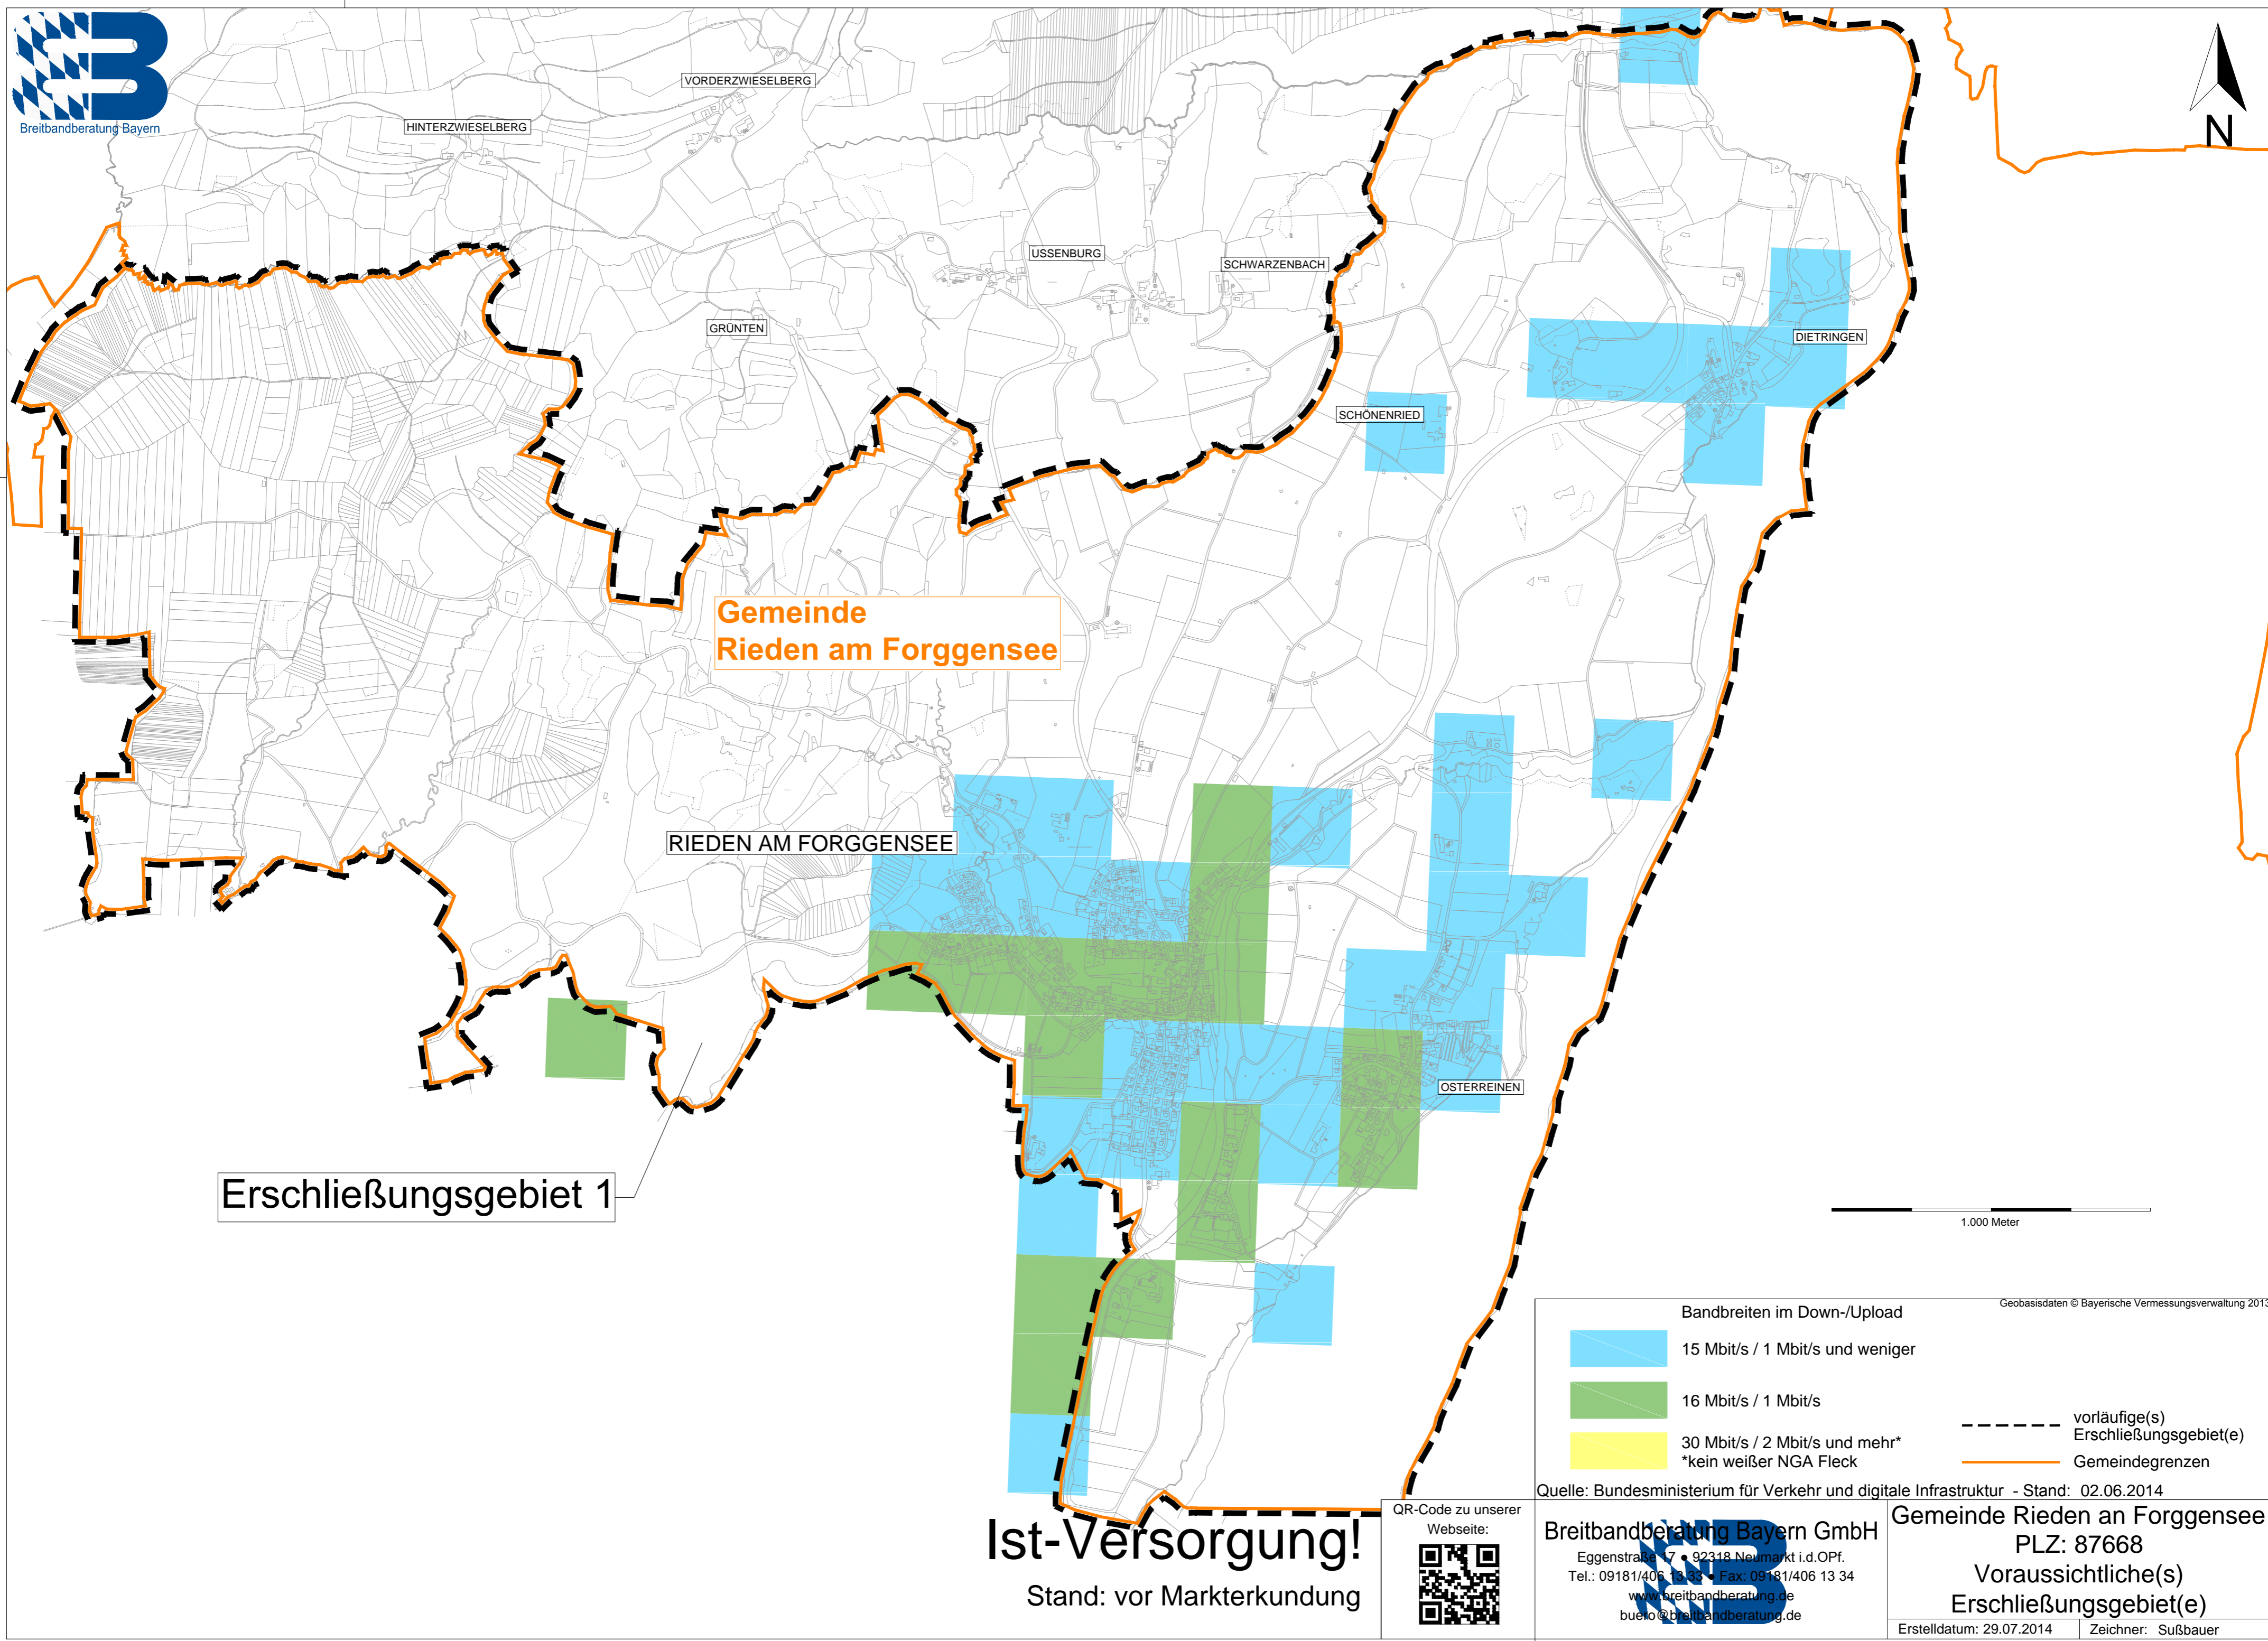 Breitbandberatung Bayern
VORDERZWIESELBERG
HINTERZWIESELBERG
N
USSENBURG
SCHWARZENBACH
GRÜNTEN
DIETRINGEN
SCHÖNENRIED
Gemeinde
Rieden am Forggensee
RIEDEN AM FORGGENSEE
OSTERREINEN
Erschließungsgebiet 1
1.000 Meter
Geobasisdaten © Bayerische Vermessungsverwaltung 2013
Bandbreiten im Down-/Upload
15 Mbit/s / 1 Mbit/s und weniger
16 Mbit/s / 1 Mbit/s
30 Mbit/s / 2 Mbit/s und mehr*
*kein weißer NGA Fleck
vorläufige(s)
Erschließungsgebiet(e)
Gemeindegrenzen
Quelle: Bundesministerium für Verkehr und digitale Infrastruktur - Stand: 02.06.2014
Ist-Versorgung!
Stand: vor Markterkundung
QR-Code zu unserer
Webseite:
Breitbandberatung Bayern GmbH
Eggenstraße 17 ● 92318 Neumarkt i.d.OPf.
Tel.: 09181/406 13 33 ● Fax: 09181/406 13 34
www.breitbandberatung.de
buero@breitbandberatung.de
Gemeinde Rieden an Forggensee
PLZ: 87668
Voraussichtliche(s)
Erschließungsgebiet(e)
Erstelldatum: 29.07.2014
Zeichner: Sußbauer